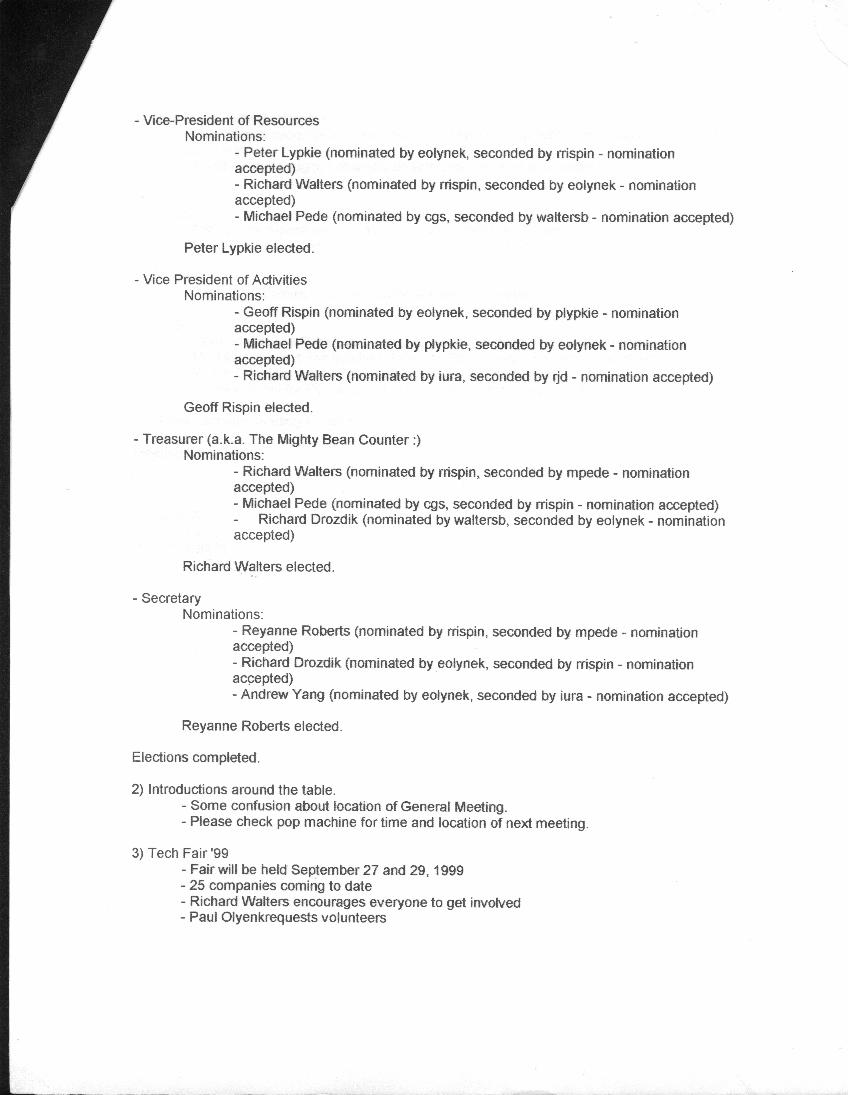 - Vice-President of Resources
Nominations:
- Peter Lypkie (nominated by eolynek, seconded by rrispin - nomination
accepted)
- Richard Walters (nominated by rrispin, seconded by eolynek - nomination
accepted)
- Michael Pede (nominated by cgs, seconded by waltersb - nomination accepted)
Peter Lypkie elected.
- Vice President of Activities
Nominations:
- Geoff Rispin (nominated by eolynek, seconded by plypkie - nomination
accepted)
- Michael Pede (nominated by plypkie, seconded by eolynek - nomination
accepted)
- Richard Walters (nominated by iura, seconded by rjd - nomination accepted)
Geoff Rispin elected.
- Treasurer (a.k.a. The Mighty Bean Counter :)
Nominations:
- Richard Walters (nominated by rrispin, seconded by mpede - nomination
accepted)
- Michael Pede (nominated by cgs, seconded by rrispin - nomination accepted)
- Richard Drozdik (nominated by waltersb, seconded by eolynek - nomination
accepted)
Richard Walters elected.
- Secretary
Nominations:
- Reyanne Roberts (nominated by rrispin, seconded by mpede - nomination
accepted)
- Richard Drozdik (nominated by eolynek, seconded by rrispin - nomination
accepted)
- Andrew Yang (nominated by eolynek, seconded by iura - nomination accepted)
Reyanne Roberts elected.
Elections completed.
2) Introductions around the table.
- Some confusion about location of General Meeting.
- Please check pop machine for time and location of next meeting.
3) Tech Fair '99
- Fair will be held September 27 and 29, 1999
- 25 companies coming to date
- Richard Walters encourages everyone to get involved
- Paul Olyenkrequests volunteers